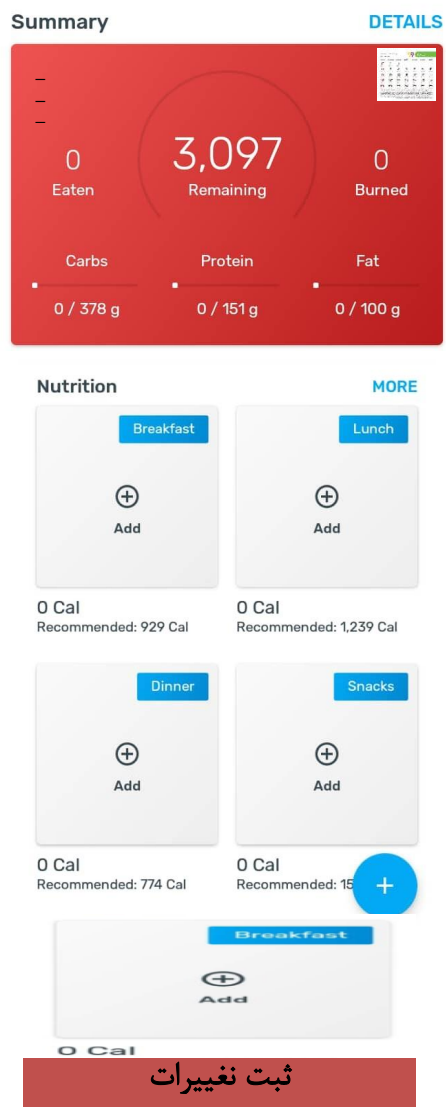 Summary DETAILS
3,097
0 0
Eaten Remaining Burned
Carbs Protein Fat
0 / 378 g 0 / 151 g 0 / 100 g
Nutrition MORE
Breakfast Lunch
Add Add
0 Cal 0 Cal
Recommended: 929 Cal Recommended: 1,239 Cal
Dinner Snacks
Add Add
0 Cal 0 Cal
Recommended: 774 Cal Recommended: 15
Breakfast
Add
0 Cal
ثبت نغییرات